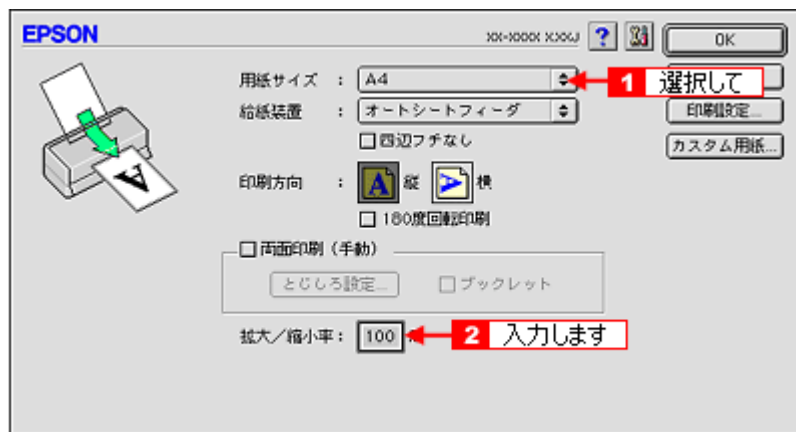 EXPSON
XX-XXXX X.XXJ ? OK
用紙サイズ : A4 1 選択して
給紙装置 : オートシートフィーダ 印刷設定...
四辺フチなし カスタム用紙...
印刷方向 : A 縦 A 横
180度回転印刷
両面印刷（手動）
とじしろ設定... ブックレット
拡大／縮小率： 100 2 入力します
A